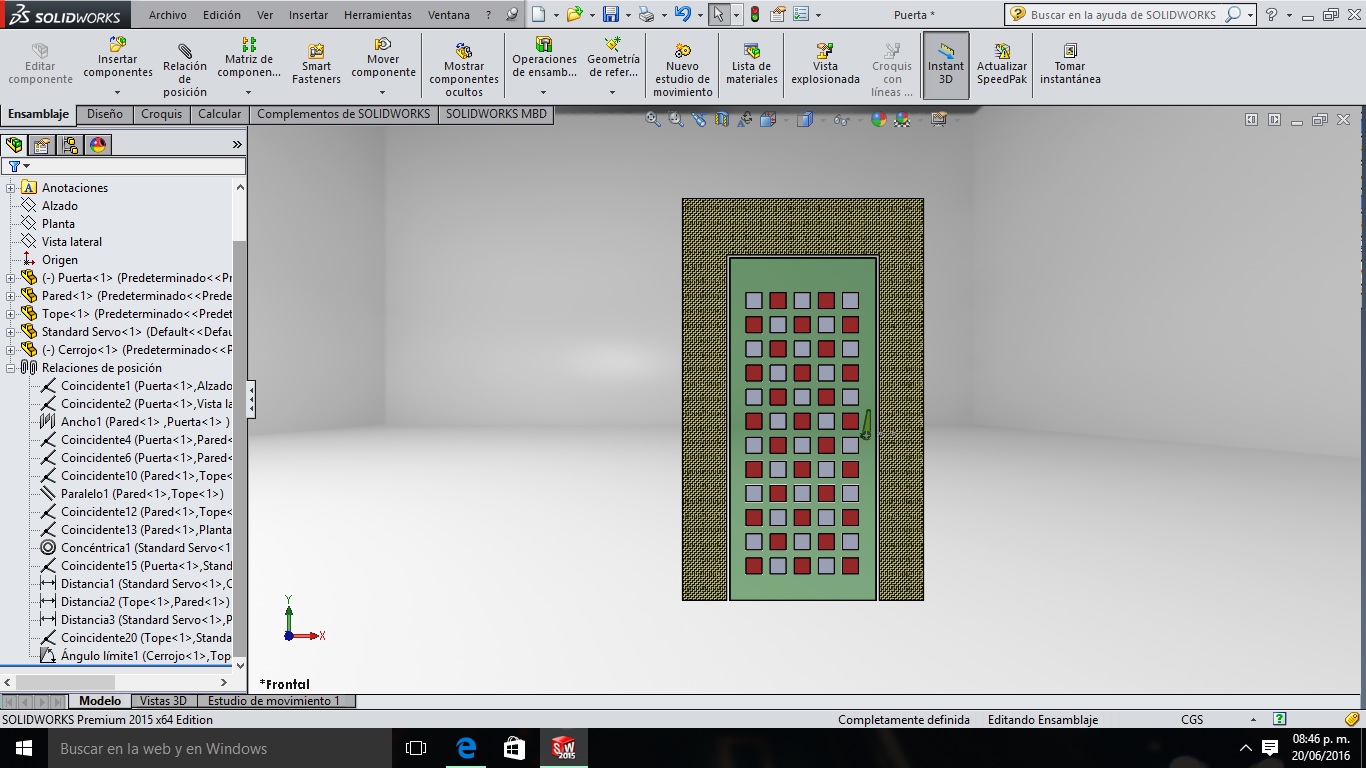 SOLIDWORKS Archivo Edición Ver Insertar Herramientas Ventana ? Puerta * Buscar en la ayuda de SOLIDWORKS ?
Editar componente
Insertar componentes
Relación de posición
Matriz de componen...
Smart Fasteners
Mover componente
Mostrar componentes ocultos
Operaciones de ensamb...
Geometría de refer...
Nuevo estudio de movimiento
Lista de materiales
Vista explosionada
Croquis con líneas ...
Instant 3D
Actualizar SpeedPak
Tomar instantánea
Ensamblaje Diseño Croquis Calcular Complementos de SOLIDWORKS SOLIDWORKS MBD
»
A Anotaciones
Alzado
Planta
Vista lateral
Origen
(-) Puerta<1> (Predeterminado<<Pr
Pared<1> (Predeterminado<<Prede
Tope<1> (Predeterminado<<Predet
Standard Servo<1> (Default<<Defau
(-) Cerrojo<1> (Predeterminado<<P
Relaciones de posición
Coincidente1 (Puerta<1>,Alzado
Coincidente2 (Puerta<1>,Vista la
Ancho1 (Pared<1> ,Puerta<1> )
Coincidente4 (Puerta<1>,Pared<
Coincidente6 (Puerta<1>,Pared<
Coincidente10 (Pared<1>,Tope<
Paralelo1 (Pared<1>,Tope<1>)
Coincidente12 (Pared<1>,Tope<
Coincidente13 (Pared<1>,Planta
Concéntrica1 (Standard Servo<1
Coincidente15 (Puerta<1>,Stand
Distancia1 (Standard Servo<1>,C
Distancia2 (Tope<1>,Pared<1>)
Distancia3 (Standard Servo<1>,P
Coincidente20 (Tope<1>,Standa
Ángulo límite1 (Cerrojo<1>,Top
Y
X
*Frontal
Modelo Vistas 3D Estudio de movimiento 1
SOLIDWORKS Premium 2015 x64 Edition Completamente definida Editando Ensamblaje CGS ?
Buscar en la web y en Windows
SW 2015
08:46 p. m.
20/06/2016